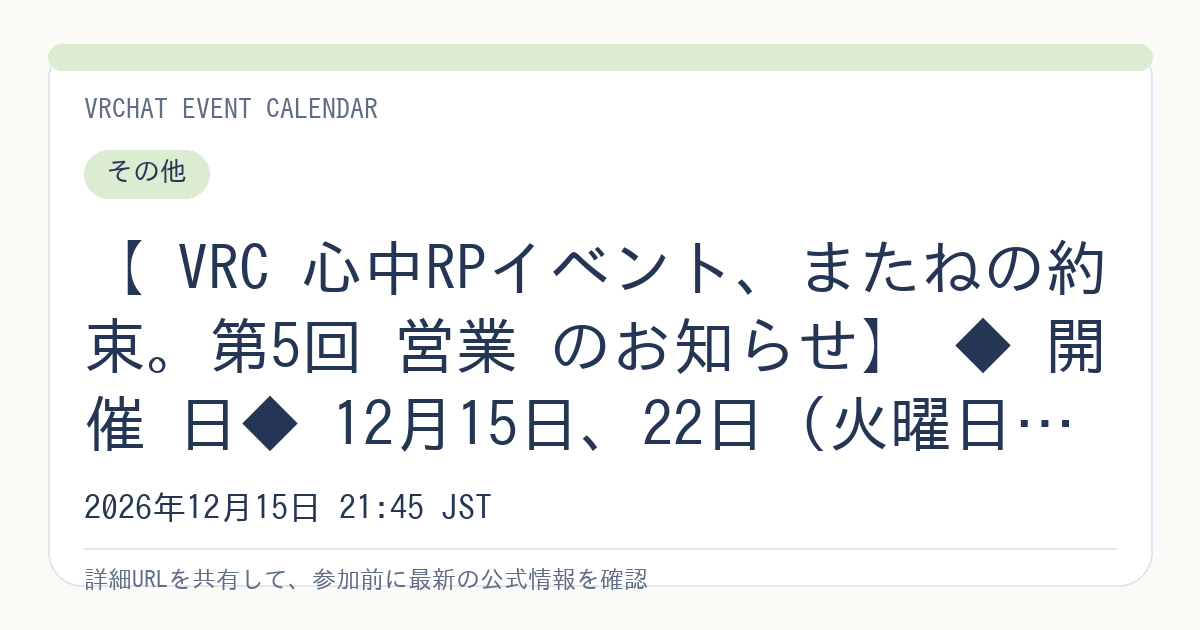 VRCHAT EVENT CALENDAR
その他
【 VRC 心中RPイベント、またねの約
束。第5回 営業 のお知らせ】 ◆ 開
催 日◆ 12月15日、22日（火曜日…
2026年12月15日 21:45 JST
詳細URLを共有して、参加前に最新の公式情報を確認